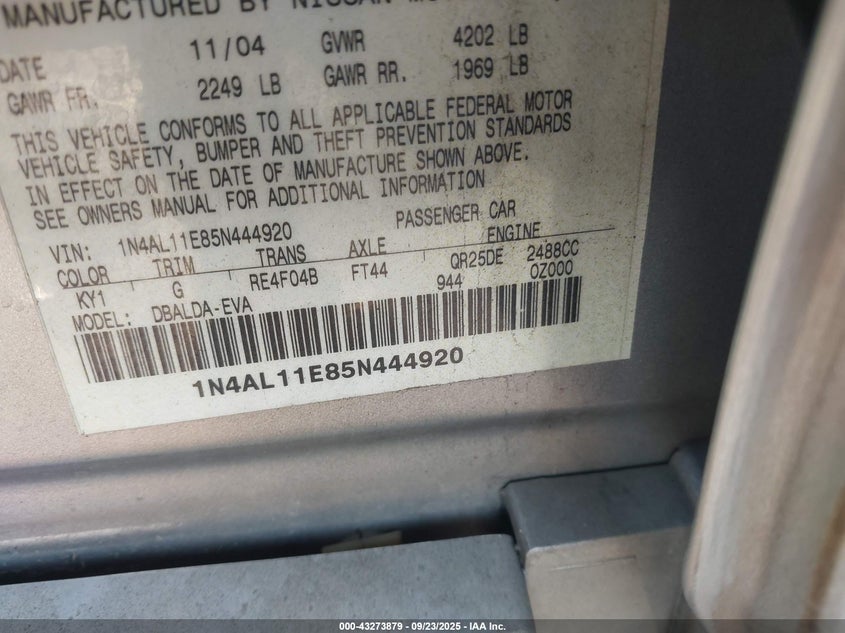 MANUFACTURED BY NISSAN
DATE 11/04 GVWR 4202 LB
GAWR FR. 2249 LB GAWR RR. 1969 LB
THIS VEHICLE CONFORMS TO ALL APPLICABLE FEDERAL MOTOR
VEHICLE SAFETY, BUMPER AND THEFT PREVENTION STANDARDS
IN EFFECT ON THE DATE OF MANUFACTURE SHOWN ABOVE.
SEE OWNERS MANUAL FOR ADDITIONAL INFORMATION
VIN: 1N4AL11E85N444920 PASSENGER CAR
COLOR TRIM TRANS AXLE ENGINE
KY1 G RE4F04B FT44 QR25DE 2488CC
MODEL: DBALDA-EVA 944 0Z000
1N4AL11E85N444920
000-43273879 - 09/23/2025 - IAA Inc.